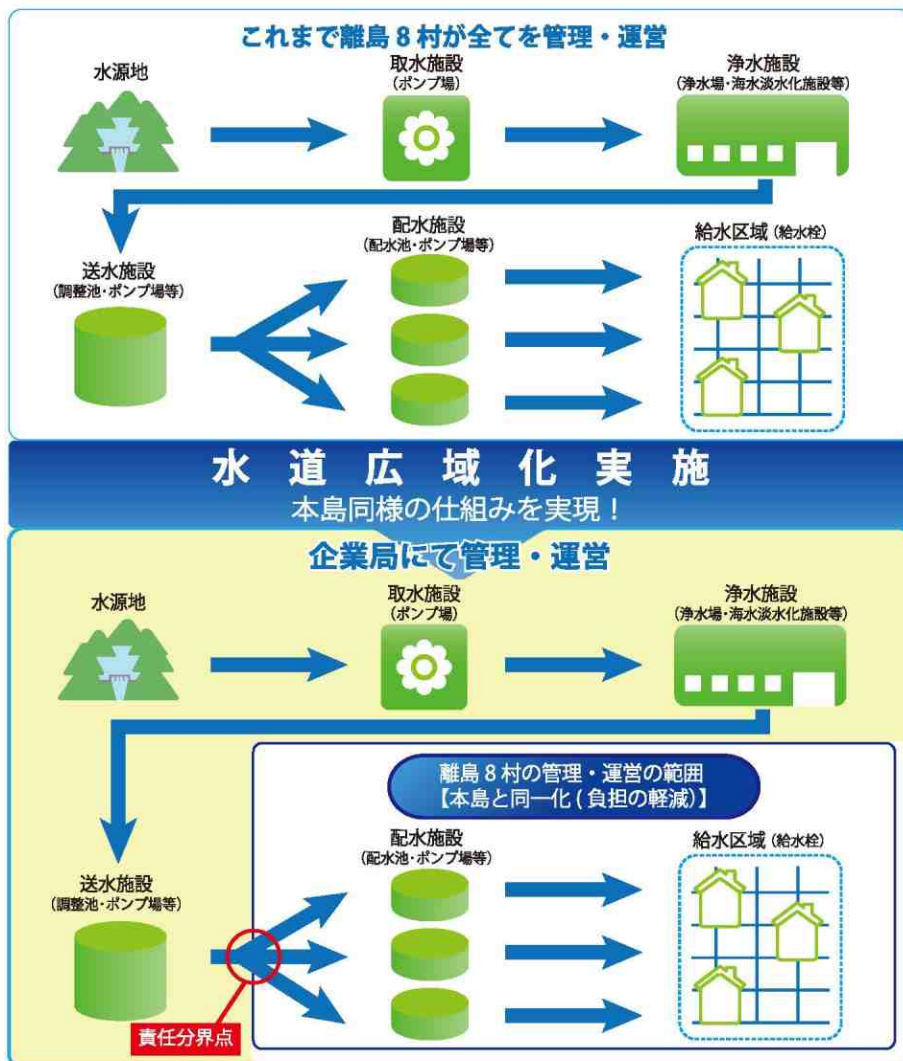 これまで離島8村が全てを管理・運営
水源地
取水施設
(ポンプ場)
浄水施設
(浄水場・海水淡水化施設等)
送水施設
(調整池・ポンプ場等)
配水施設
(配水池・ポンプ場等)
給水区域 (給水栓)
水道広域化実施
本島同様の仕組みを実現！
企業局にて管理・運営
水源地
取水施設
(ポンプ場)
浄水施設
(浄水場・海水淡水化施設等)
離島8村の管理・運営の範囲
【本島と同一化(負担の軽減)】
送水施設
(調整池・ポンプ場等)
配水施設
(配水池・ポンプ場等)
給水区域 (給水栓)
責任分界点